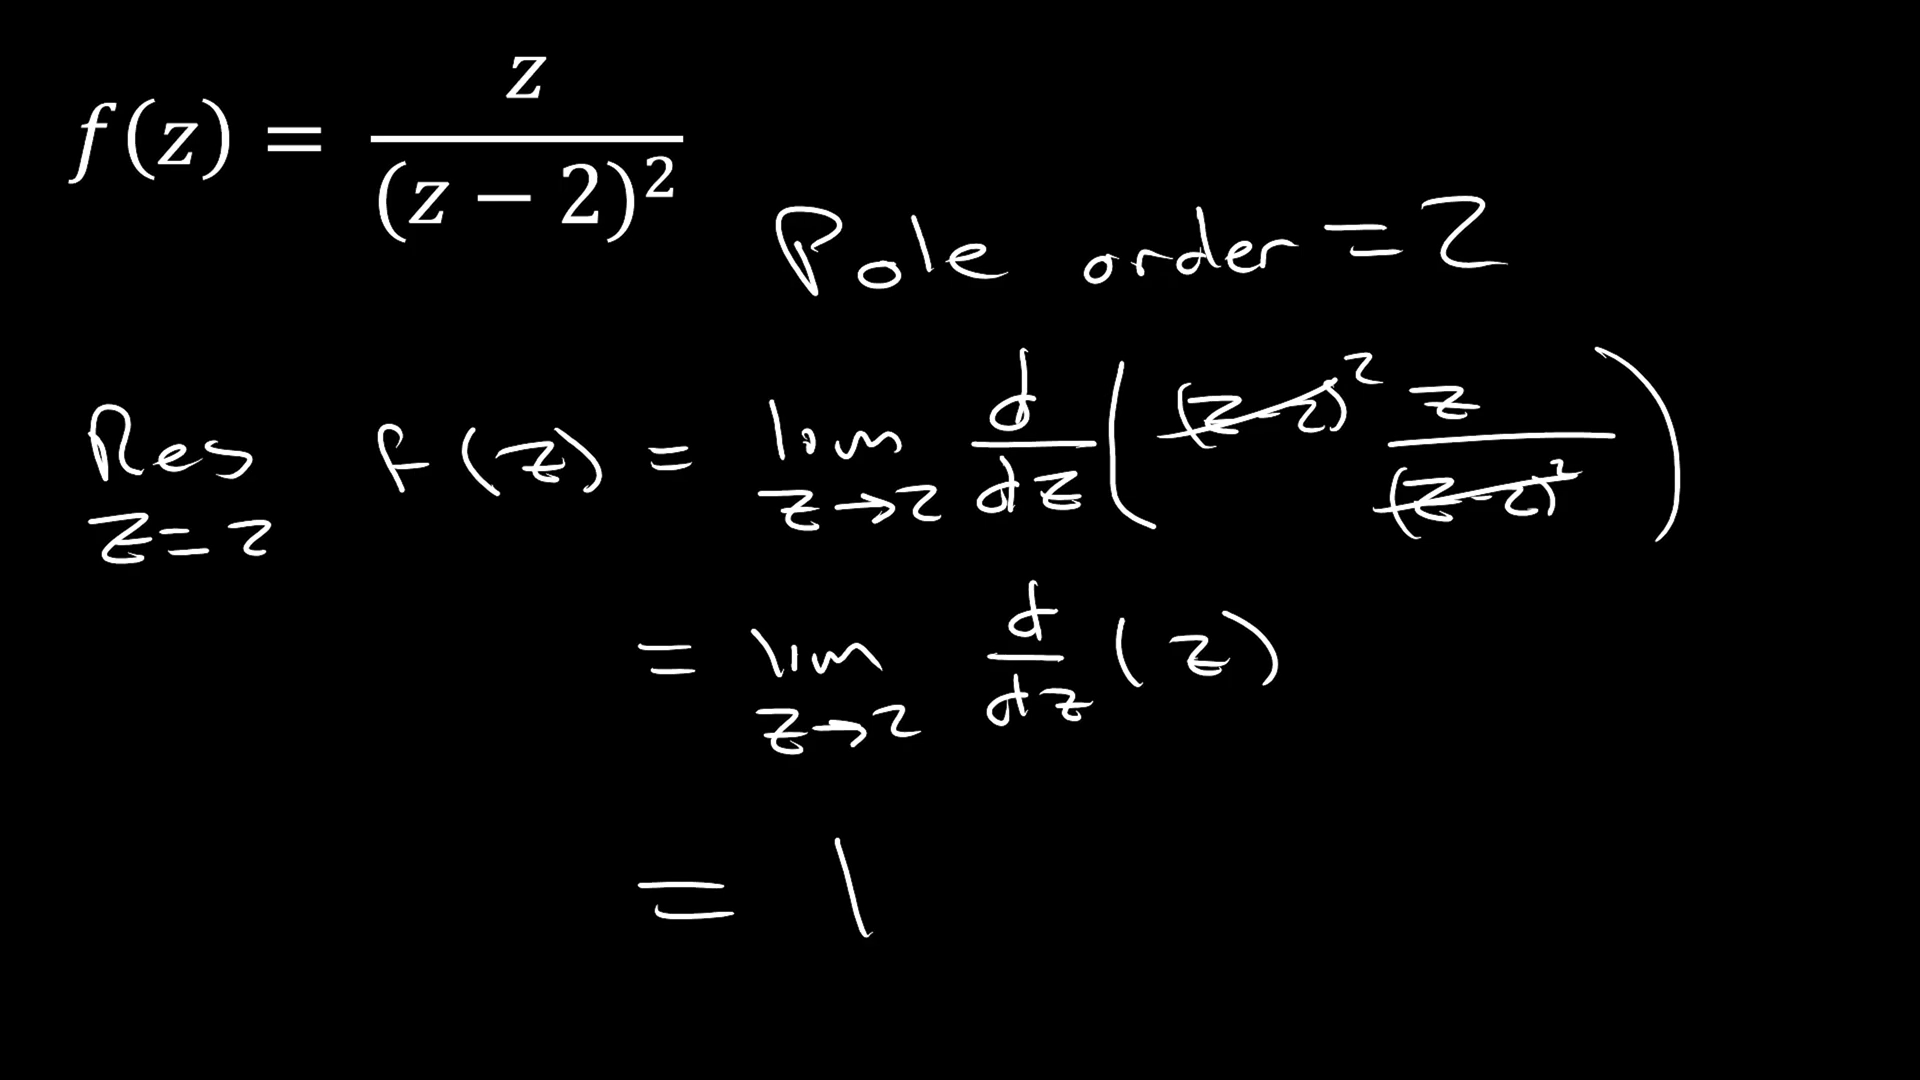 f(z) = z/(z − 2)²
Pole order = 2
Res z=2 f(z) = lim z→2 d/dz ( (z-2)² z/(z-2)² )
= lim z→2 d/dz (z)
= 1